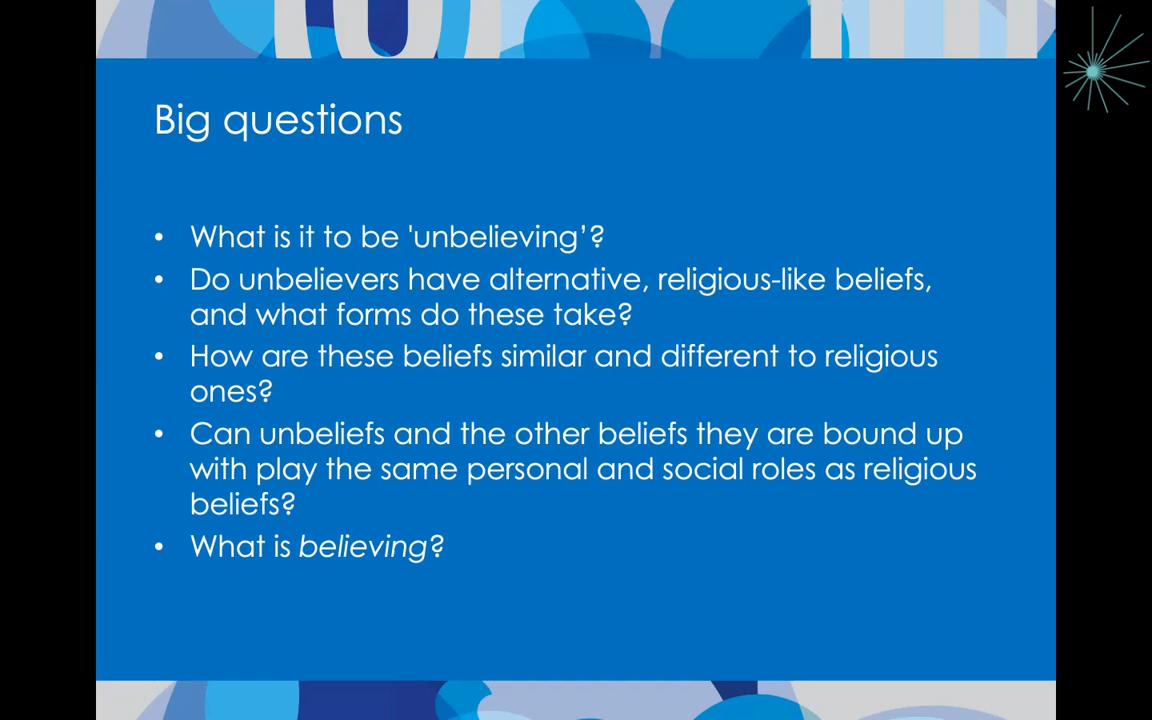 Big questions
• What is it to be 'unbelieving’?
• Do unbelievers have alternative, religious-like beliefs,
and what forms do these take?
• How are these beliefs similar and different to religious
ones?
• Can unbeliefs and the other beliefs they are bound up
with play the same personal and social roles as religious
beliefs?
• What is believing?